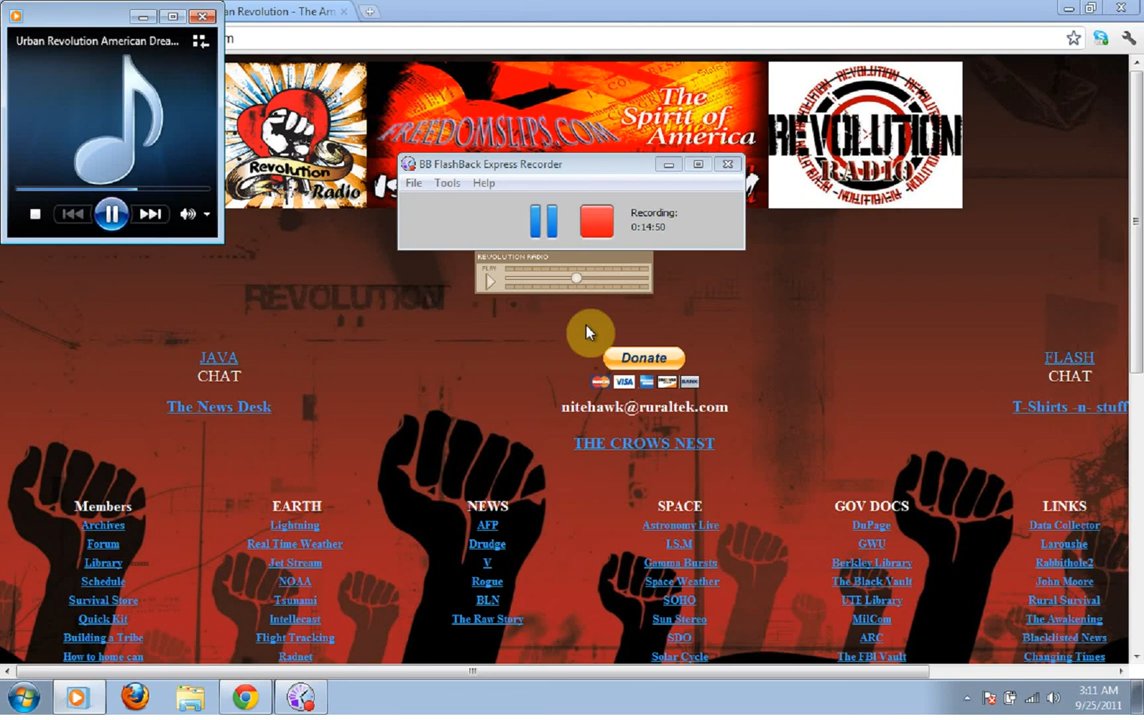 an Revolution - The Am
m
Urban Revolution American Drea...
Revolution
Radio
FREEDOMSLIPS.COM
The
Spirit of
America
REVOLUTION
RADIO
BB FlashBack Express Recorder
File Tools Help
Recording:
0:14:50
REVOLUTION RADIO
PLAY
REVOLUTION
JAVA
CHAT
The News Desk
Donate
VISA
nitehawk@ruraltek.com
THE CROWS NEST
FLASH
CHAT
T-Shirts -n- stuff
Members
Archives
Forum
Library
Schedule
Survival Store
Quick Kit
Building a Tribe
How to home can
EARTH
Lightning
Real Time Weather
Jet Stream
NOAA
Tsunami
Intellecast
Flight Tracking
Radnet
NEWS
AFP
Drudge
V
Rogue
BLN
The Raw Story
SPACE
Astronomy Live
I.S.M
Gamma Bursts
Space Weather
SOHO
Sun Stereo
SDO
Solar Cycle
GOV DOCS
DuPage
GWU
Berkley Library
The Black Vault
UTE Library
MilCom
ARC
The FBI Vault
LINKS
Data Collector
Laroushe
Rabbithole2
John Moore
Rural Survival
The Awakening
Blacklisted News
Changing Times
3:11 AM
9/25/2011